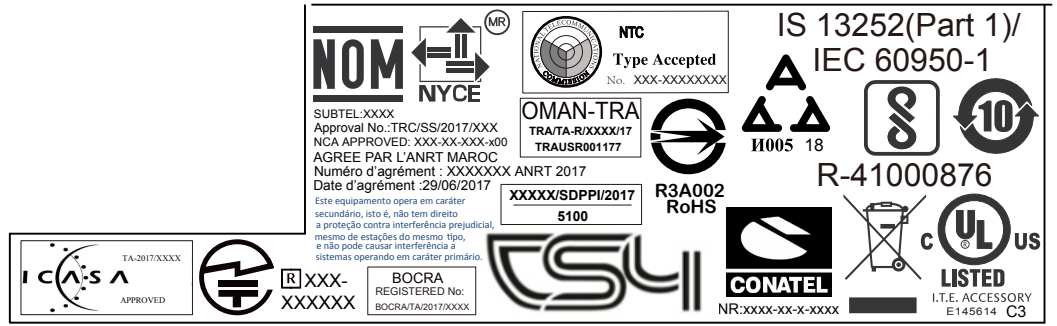 NOM
NYCE
MR
SUBTEL:XXXX
Approval No.:TRC/SS/2017/XXX
NCA APPROVED: XXX-XX-XXX-x00
AGREE PAR L'ANRT MAROC
Numéro d'agrément : XXXXXXX ANRT 2017
Date d'agrément :29/06/2017
Este equipamento opera em caráter
secundário, isto é, não tem direito
a proteção contra interferência prejudicial,
mesmo de estações do mesmo tipo,
e não pode causar interferência a
sistemas operando em caráter primário.
NATIONAL TELECOMMUNICATIONS
COMMISSION
NTC
Type Accepted
No. XXX-XXXXXXXX
OMAN-TRA
TRA/TA-R/XXXX/17
TRAUSR001177
R3A002
RoHS
XXXXX/SDPPI/2017
5100
IS 13252(Part 1)/
IEC 60950-1
И005 18
10
R-41000876
TA-2017/XXXX
ICASA
APPROVED
R XXX-
XXXXXX
BOCRA
REGISTERED No:
BOCRA/TA/2017/XXXX
CONATEL
NR:xxxx-xx-x-xxxx
C UL ® US
LISTED
I.T.E. ACCESSORY
E145614 C3